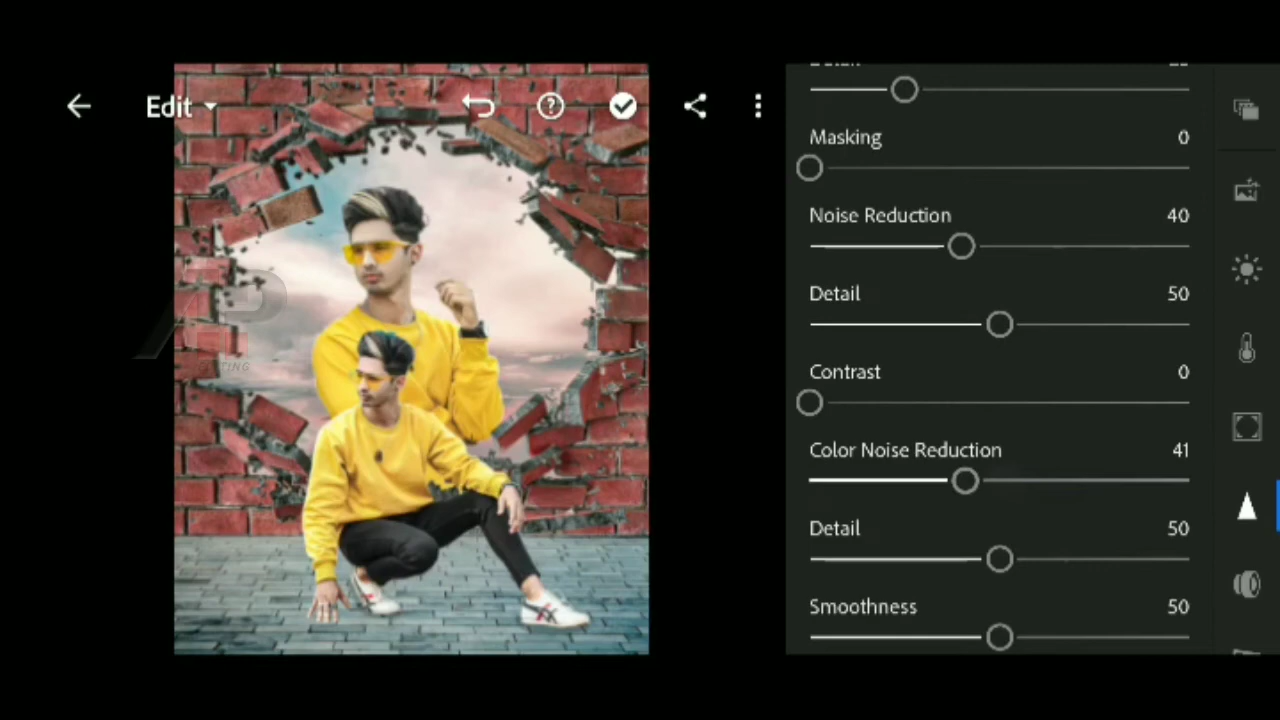 Edit
Masking 0
Noise Reduction 40
Detail 50
Contrast 0
Color Noise Reduction 41
Detail 50
Smoothness 50